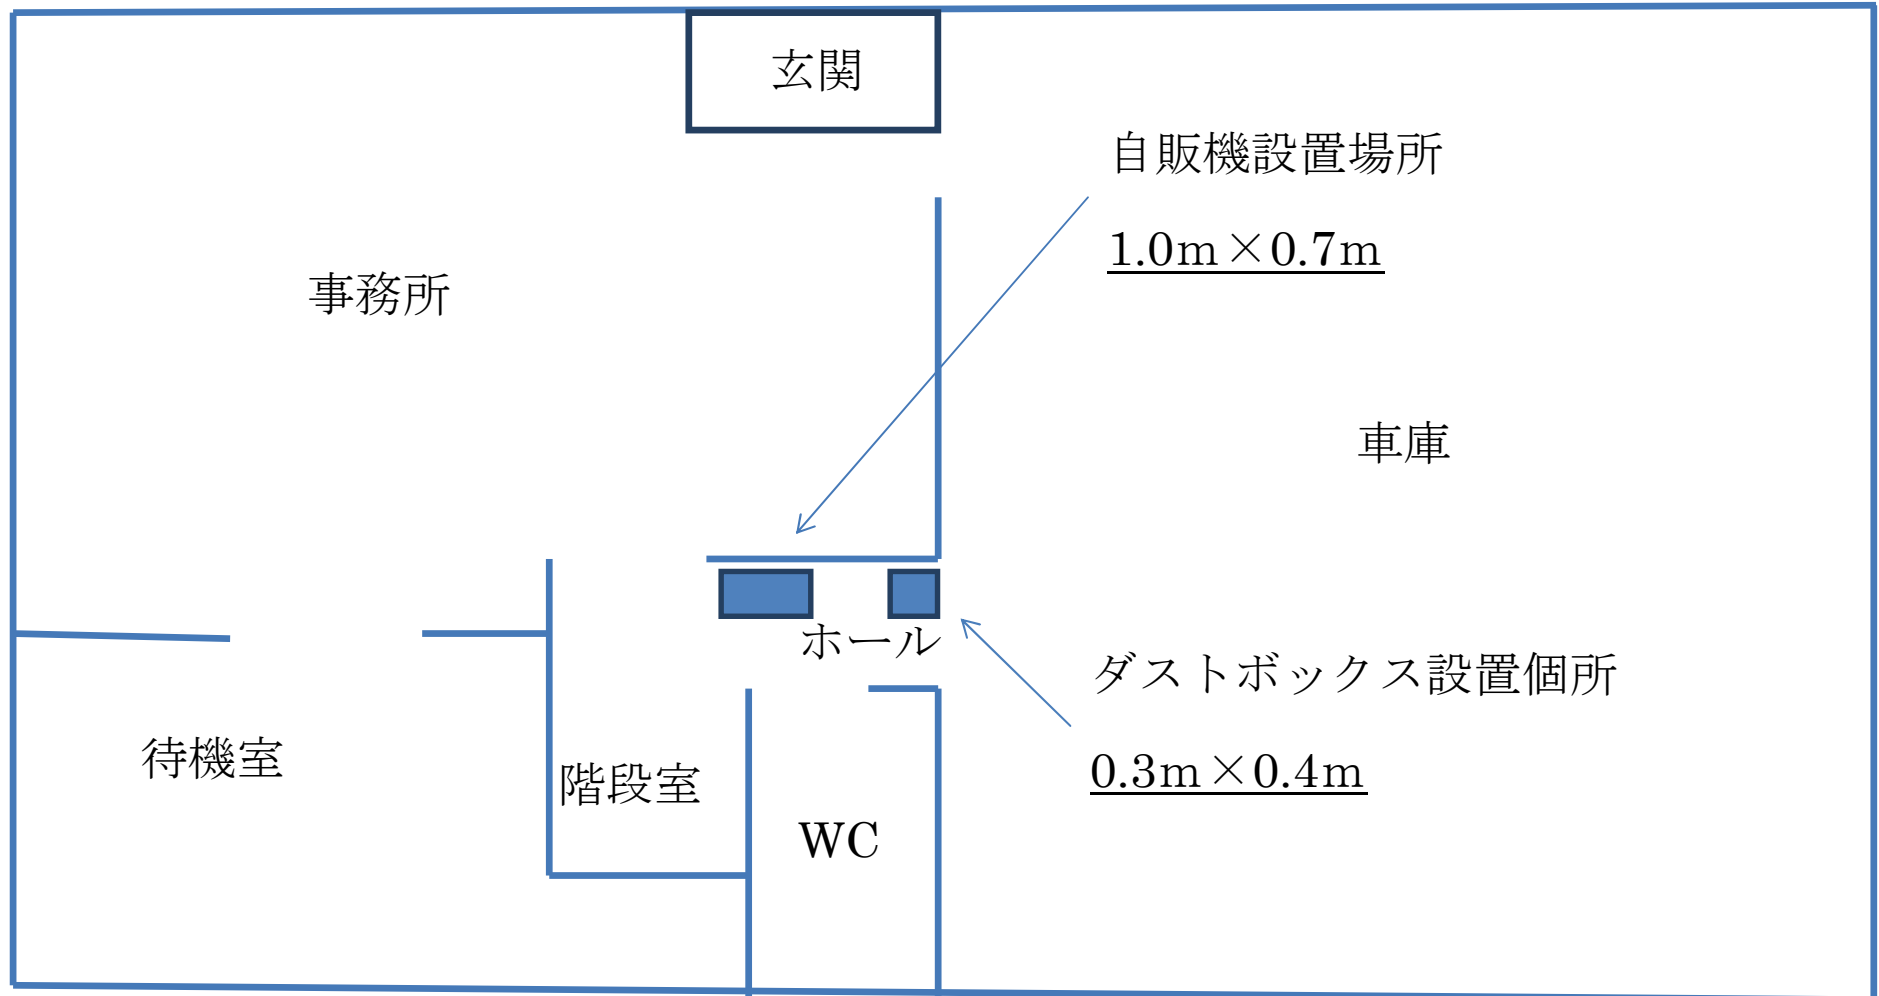 玄関
自販機設置場所
1.0m×0.7m
事務所
車庫
ホール
ダストボックス設置個所
0.3m×0.4m
待機室
階段室
WC